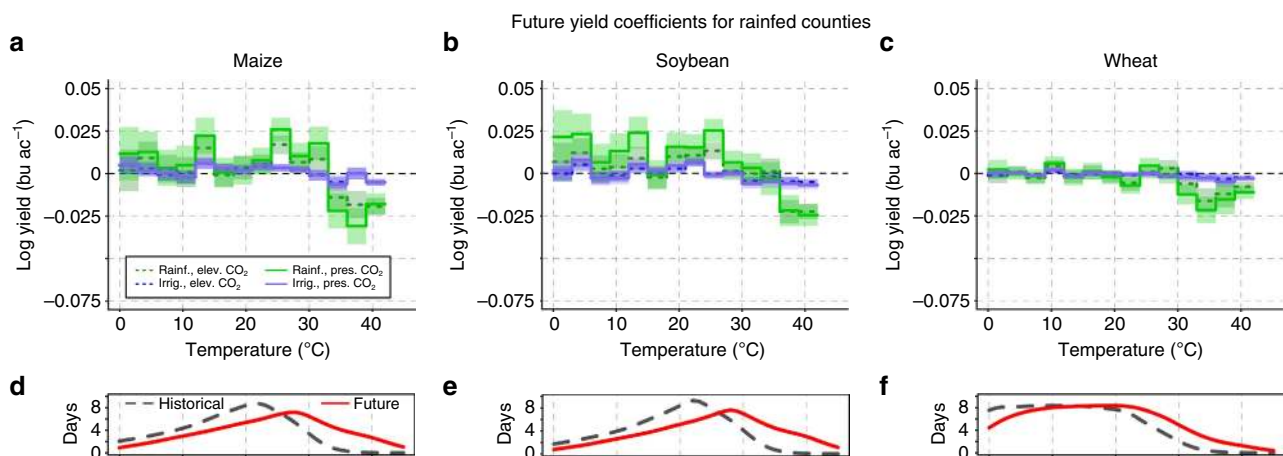 Future yield coefficients for rainfed counties
a
Maize
Log yield (bu ac⁻¹)
0.05
0.025
0
−0.025
−0.075
Rainf., elev. CO₂
Rainf., pres. CO₂
Irrig., elev. CO₂
Irrig., pres. CO₂
0 10 20 30 40
Temperature (°C)
b
Soybean
Log yield (bu ac⁻¹)
0.05
0.025
0
−0.025
−0.075
0 10 20 30 40
Temperature (°C)
c
Wheat
Log yield (bu ac⁻¹)
0.05
0.025
0
−0.025
−0.075
0 10 20 30 40
Temperature (°C)
d
Days
8
4
0
Historical
Future
e
Days
8
4
0
f
Days
8
4
0